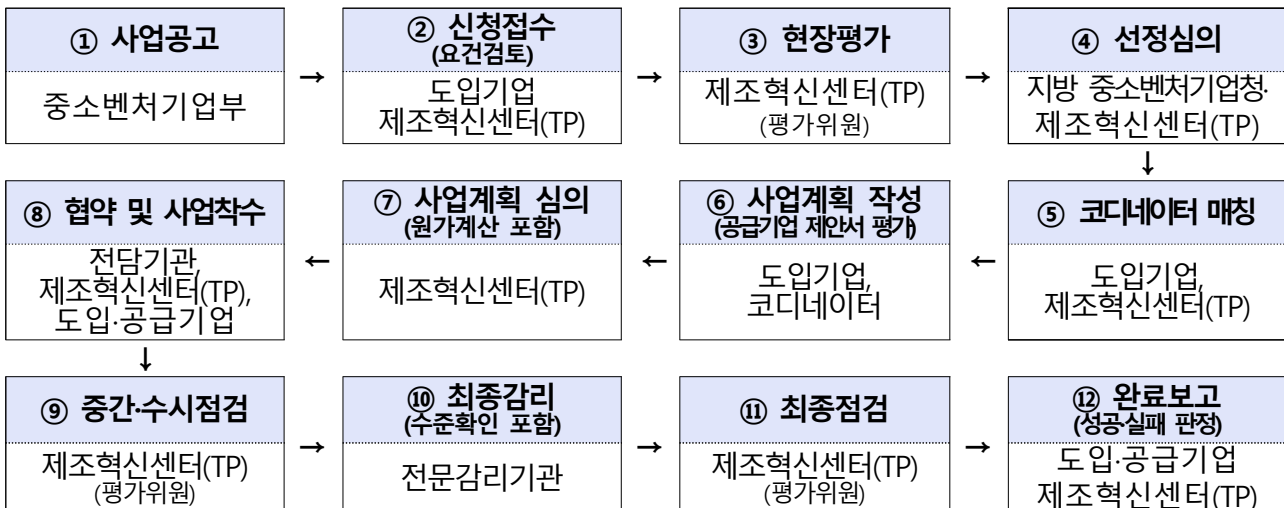 ① 사업공고
중소벤처기업부
→
② 신청접수
(요건검토)
도입기업
제조혁신센터(TP)
→
③ 현장평가
제조혁신센터(TP)
(평가위원)
→
④ 선정심의
지방 중소벤처기업청·
제조혁신센터(TP)
↓
⑤ 코디네이터 매칭
도입기업,
제조혁신센터(TP)
←
⑥ 사업계획 작성
(공급기업 제안서 평가)
도입기업,
코디네이터
←
⑦ 사업계획 심의
(원가계산 포함)
제조혁신센터(TP)
←
⑧ 협약 및 사업착수
전담기관,
제조혁신센터(TP),
도입·공급기업
↓
⑨ 중간·수시점검
제조혁신센터(TP)
(평가위원)
→
⑩ 최종감리
(수준확인 포함)
전문감리기관
→
⑪ 최종점검
제조혁신센터(TP)
(평가위원)
→
⑫ 완료보고
(성공·실패 판정)
도입·공급기업
제조혁신센터(TP)